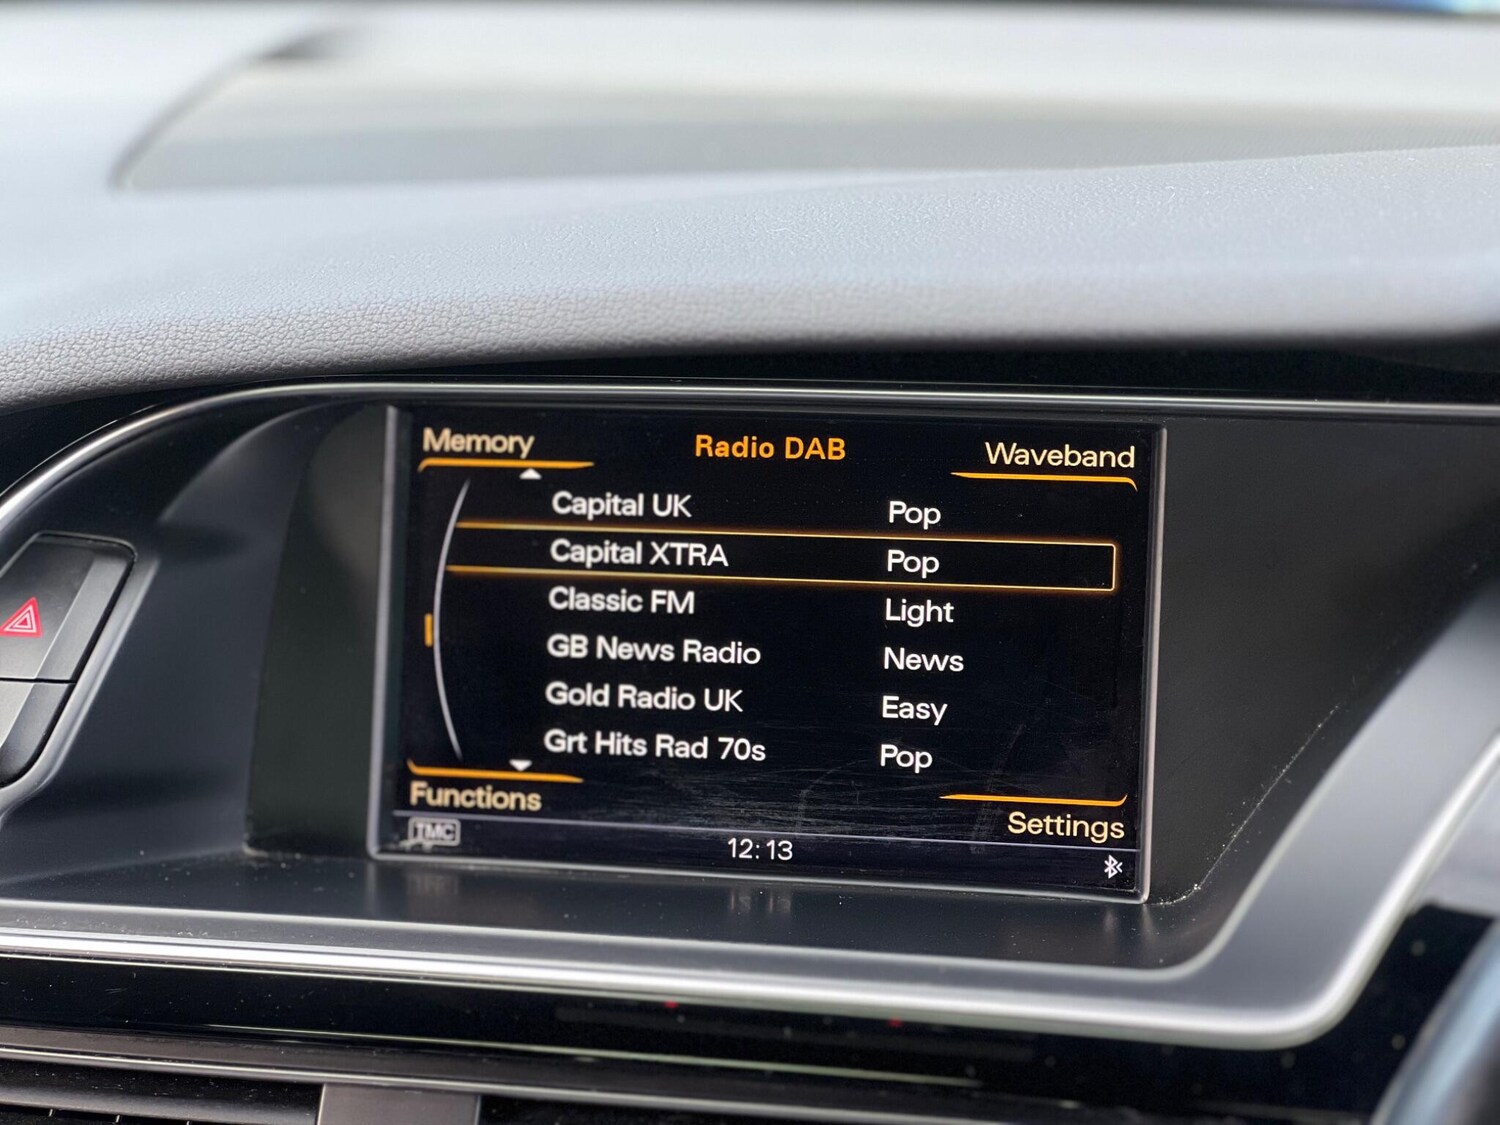 Memory Radio DAB Waveband
Capital UK Pop
Capital XTRA Pop
Classic FM Light
GB News Radio News
Gold Radio UK Easy
Grt Hits Rad 70s Pop
Functions Settings
TMC 12:13